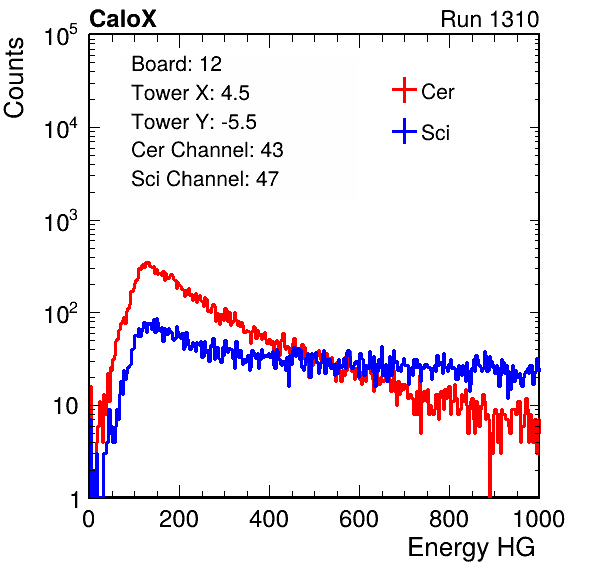 CaloX Run 1310
Counts
Board: 12
Tower X: 4.5
Tower Y: -5.5
Cer Channel: 43
Sci Channel: 47
Cer
Sci
10^5
10^4
10^3
10^2
10
1
0 200 400 600 800 1000
Energy HG